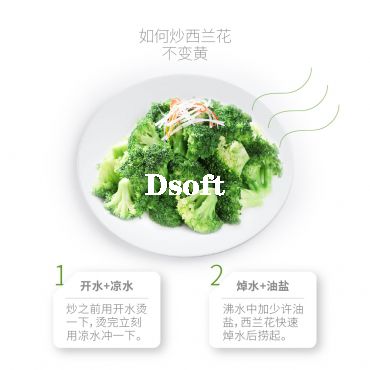 如何炒西兰花
不变黄
Dsoft
1
开水+凉水
炒之前用开水烫
一下，烫完立刻
用凉水冲一下。
2
焯水+油盐
沸水中加少许油
盐，西兰花快速
焯水后捞起。